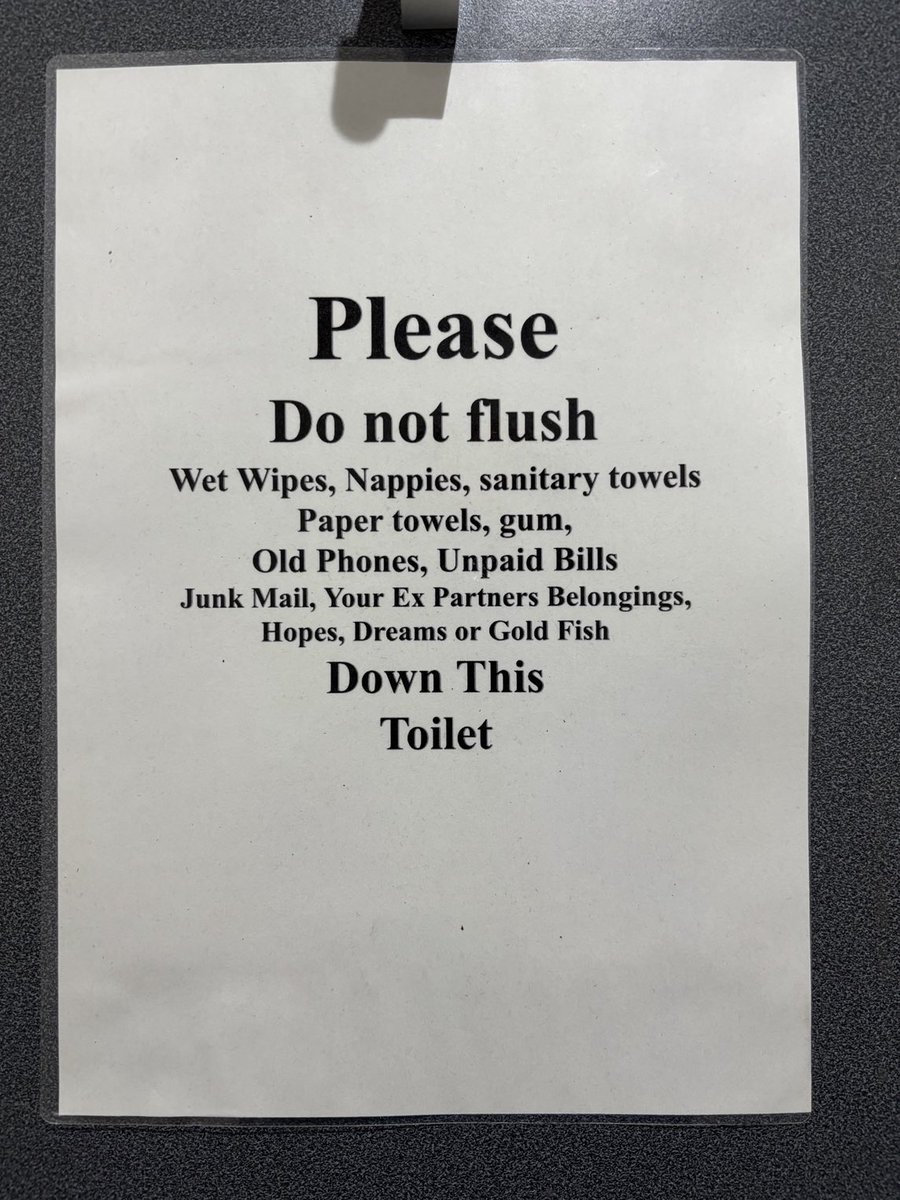 Please
Do not flush
Wet Wipes, Nappies, sanitary towels
Paper towels, gum,
Old Phones, Unpaid Bills
Junk Mail, Your Ex Partners Belongings,
Hopes, Dreams or Gold Fish
Down This
Toilet